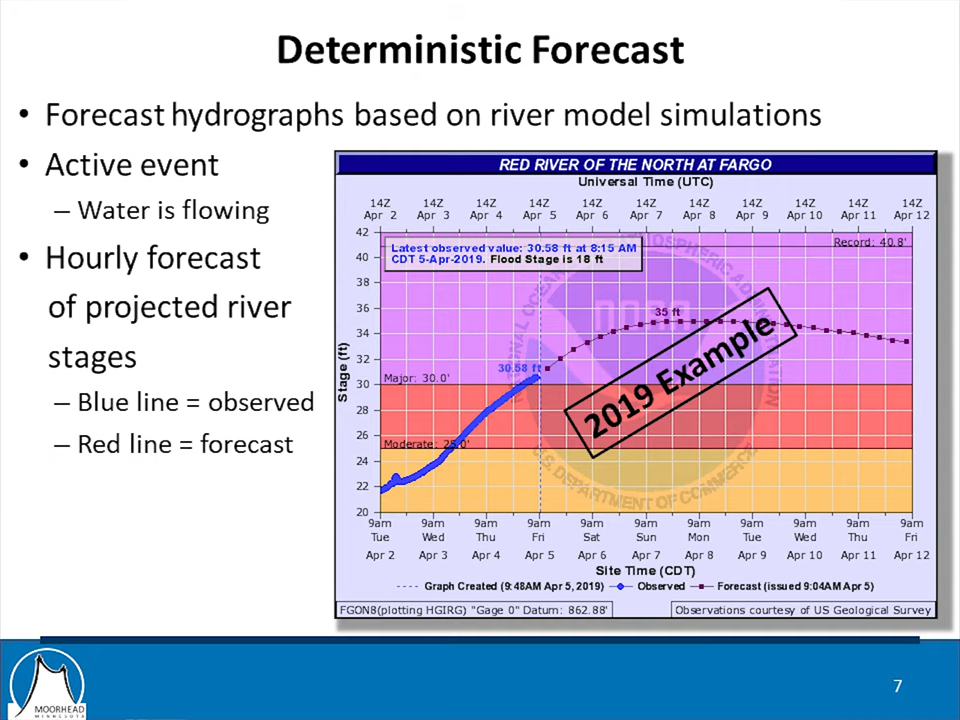 Deterministic Forecast
• Forecast hydrographs based on river model simulations
• Active event
– Water is flowing
• Hourly forecast
of projected river
stages
– Blue line = observed
– Red line = forecast
RED RIVER OF THE NORTH AT FARGO
Universal Time (UTC)
14Z 14Z 14Z 14Z 14Z 14Z 14Z 14Z 14Z 14Z 14Z
Apr 2 Apr 3 Apr 4 Apr 5 Apr 6 Apr 7 Apr 8 Apr 9 Apr 10 Apr 11 Apr 12
Latest observed value: 30.58 ft at 8:15 AM
CDT 5-Apr-2019. Flood Stage is 18 ft
Record: 40.8'
42
40
38
36
34
32
30
28
26
24
22
20
Stage (ft)
35 ft
30.58 ft
Major: 30.0'
Moderate: 25.0'
2019 Example
NOAA
NATIONAL OCEANIC AND ATMOSPHERIC ADMINISTRATION
U.S. DEPARTMENT OF COMMERCE
9am 9am 9am 9am 9am 9am 9am 9am 9am 9am 9am
Tue Wed Thu Fri Sat Sun Mon Tue Wed Thu Fri
Apr 2 Apr 3 Apr 4 Apr 5 Apr 6 Apr 7 Apr 8 Apr 9 Apr 10 Apr 11 Apr 12
Site Time (CDT)
Graph Created (9:48AM Apr 5, 2019) Observed Forecast (issued 9:04AM Apr 5)
FGON8(plotting HGIRG) "Gage 0" Datum: 862.88'
Observations courtesy of US Geological Survey
MOORHEAD
MINNESOTA
7